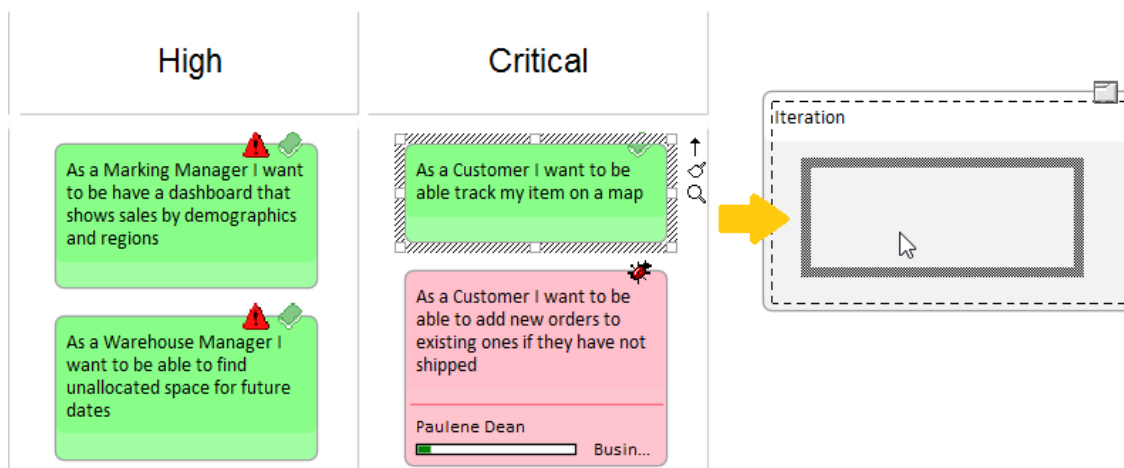 High
As a Marking Manager I want
to be have a dashboard that
shows sales by demographics
and regions
As a Warehouse Manager I
want to be able to find
unallocated space for future
dates
Critical
As a Customer I want to be
able track my item on a map
As a Customer I want to be
able to add new orders to
existing ones if they have not
shipped
Paulene Dean
Busin...
Iteration